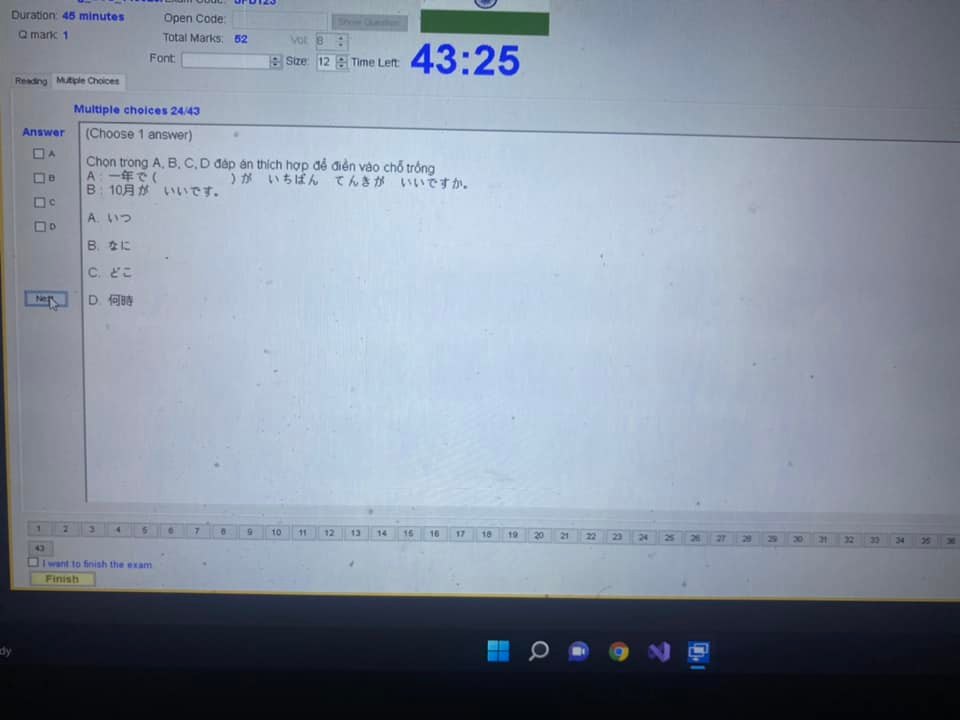 Duration: 45 minutes
Open Code:
Show Question
Q mark: 1
Total Marks: 52
Vol: 8
Font:
Size: 12
Time Left: 43:25
Reading
Multiple Choices
Multiple choices 24/43
Answer
(Choose 1 answer)
A
B
C
D
Chọn trong A, B, C, D đáp án thích hợp để điền vào chỗ trống
A : 一年で ( ) が いちばん てんきが いいですか。
B : 10月が いいです。
A. いつ
B. なに
C. どこ
D. 何時
1 2 3 4 5 6 7 8 9 10 11 12 13 14 15 16 17 18 19 20 21 22 23 24 25 26 27 28 29 30 31 32 33 34 35 36
43
I want to finish the exam.
Finish